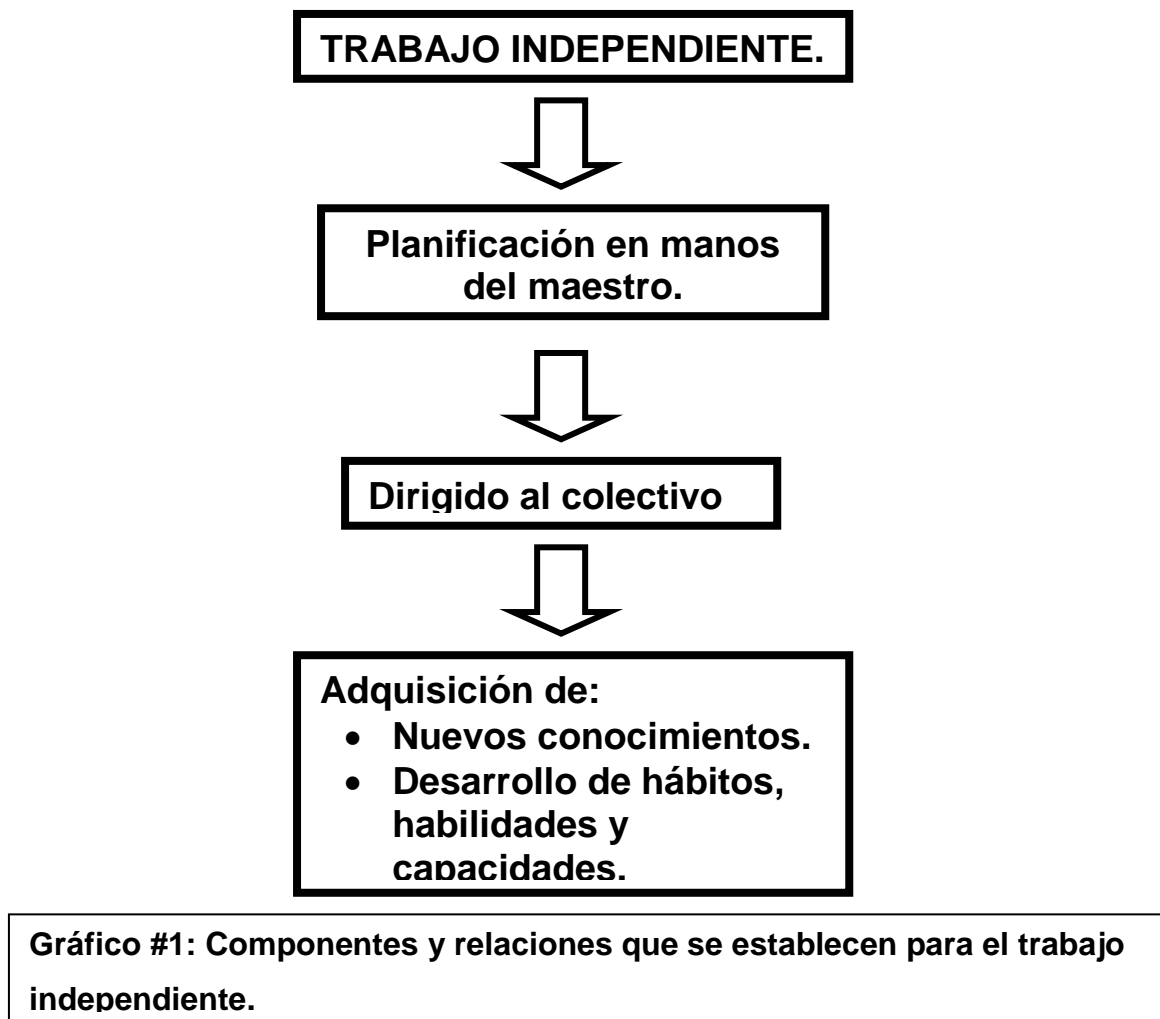 TRABAJO INDEPENDIENTE.
Planificación en manos
del maestro.
Dirigido al colectivo
Adquisición de:
• Nuevos conocimientos.
• Desarrollo de hábitos,
habilidades y
capacidades.
Gráfico #1: Componentes y relaciones que se establecen para el trabajo
independiente.